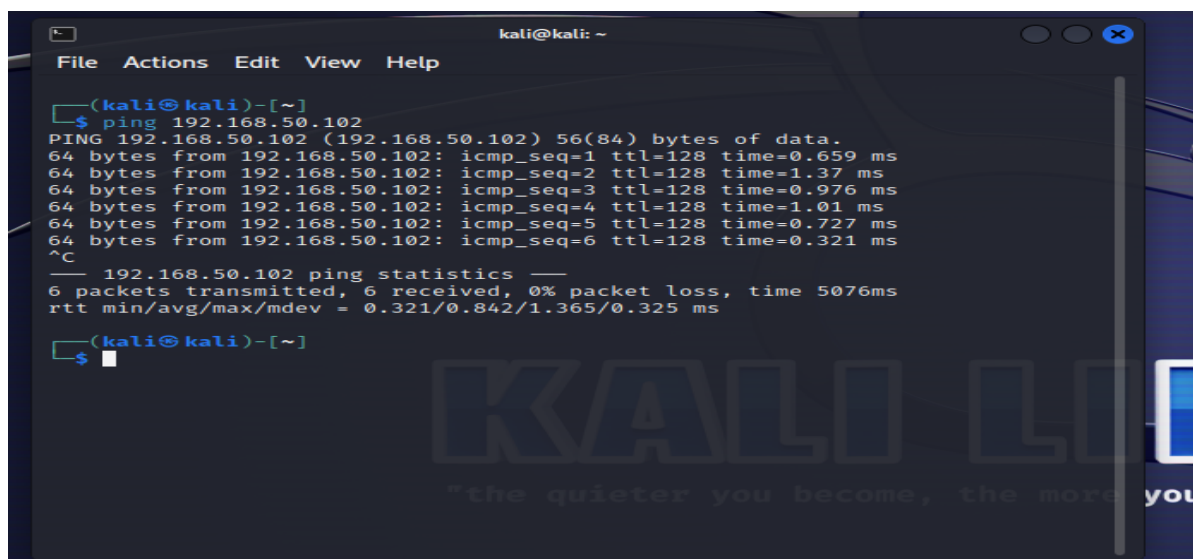 kali@kali: ~
File Actions Edit View Help
┌──(kali㉿kali)-[~]
└─$ ping 192.168.50.102
PING 192.168.50.102 (192.168.50.102) 56(84) bytes of data.
64 bytes from 192.168.50.102: icmp_seq=1 ttl=128 time=0.659 ms
64 bytes from 192.168.50.102: icmp_seq=2 ttl=128 time=1.37 ms
64 bytes from 192.168.50.102: icmp_seq=3 ttl=128 time=0.976 ms
64 bytes from 192.168.50.102: icmp_seq=4 ttl=128 time=1.01 ms
64 bytes from 192.168.50.102: icmp_seq=5 ttl=128 time=0.727 ms
64 bytes from 192.168.50.102: icmp_seq=6 ttl=128 time=0.321 ms
^C
─── 192.168.50.102 ping statistics ───
6 packets transmitted, 6 received, 0% packet loss, time 5076ms
rtt min/avg/max/mdev = 0.321/0.842/1.365/0.325 ms
┌──(kali㉿kali)-[~]
└─$
KALI LI
"the quieter you become, the more you